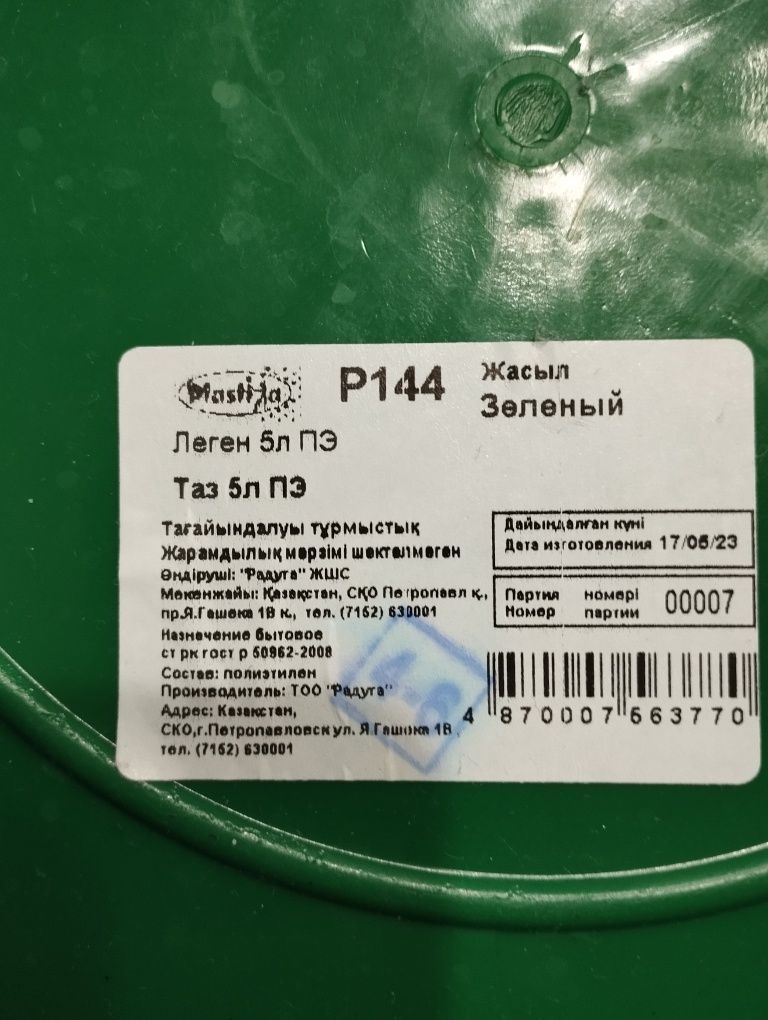 Plastida
P144
Жасыл
Зеленый
Леген 5л ПЭ
Таз 5л ПЭ
Тағайындалуы тұрмыстық
Жарамдылық мерзімі шектелмеген
Өндіруші: "Радуга" ЖШС
Мекенжайы: Қазақстан, СҚО Петропавл қ.,
пр.Я.Гашека 1В к., тел. (7152) 630001
Назначение бытовое
ст рк гост р 50962-2008
Состав: полиэтилен
Производитель: ТОО "Радуга"
Адрес: Казахстан,
СКО,г.Петропавловск ул. Я Гашека 1В ,
тел. (7152) 630001
Дайындалған күні
Дата изготовления 17/05/23
Партия нөмірі
Номер партии 00007
4 870007 563770